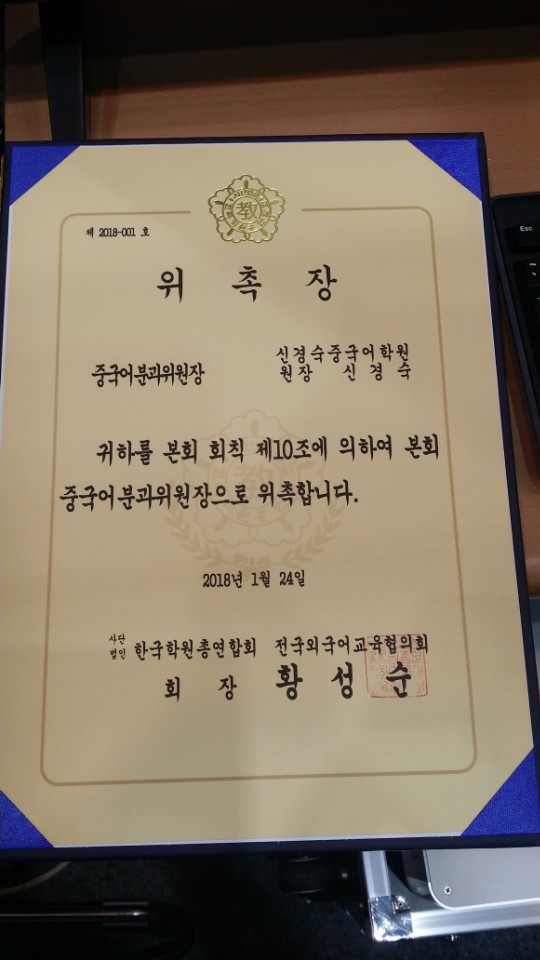 제 2018-001 호
教
위 촉 장
신경숙중국어학원
중국어분과위원장 원장 신경숙
귀하를 본회 회칙 제10조에 의하여 본회
중국어분과위원장으로 위촉합니다.
2018년 1월 24일
사단법인 한국학원총연합회 전국외국어교육협의회
회 장 황 성 순
Esc